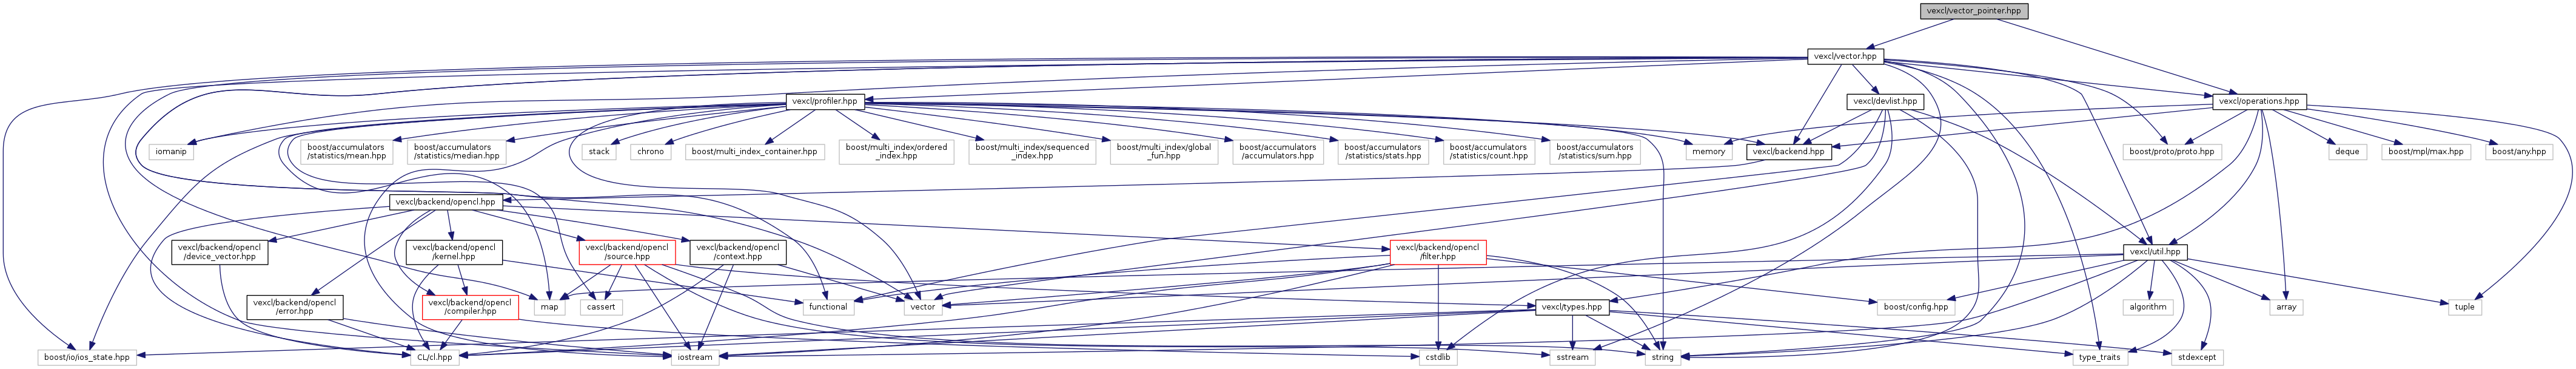 vexcl/vector_pointer.hpp
vexcl/vector.hpp
vexcl/profiler.hpp
vexcl/devlist.hpp
vexcl/operations.hpp
iomanip
boost/accumulators
/statistics/mean.hpp
boost/accumulators
/statistics/median.hpp
stack
chrono
boost/multi_index_container.hpp
boost/multi_index/ordered
_index.hpp
boost/multi_index/sequenced
_index.hpp
boost/multi_index/global
_fun.hpp
boost/accumulators
/accumulators.hpp
boost/accumulators
/statistics/stats.hpp
boost/accumulators
/statistics/count.hpp
boost/accumulators
/statistics/sum.hpp
memory
vexcl/backend.hpp
boost/proto/proto.hpp
deque
boost/mpl/max.hpp
boost/any.hpp
vexcl/backend/opencl.hpp
vexcl/backend/opencl
/device_vector.hpp
vexcl/backend/opencl
/kernel.hpp
vexcl/backend/opencl
/source.hpp
vexcl/backend/opencl
/context.hpp
vexcl/backend/opencl
/filter.hpp
vexcl/util.hpp
vexcl/backend/opencl
/error.hpp
vexcl/backend/opencl
/compiler.hpp
map
cassert
functional
vector
vexcl/types.hpp
boost/config.hpp
algorithm
array
tuple
boost/io/ios_state.hpp
CL/cl.hpp
iostream
cstdlib
sstream
string
type_traits
stdexcept